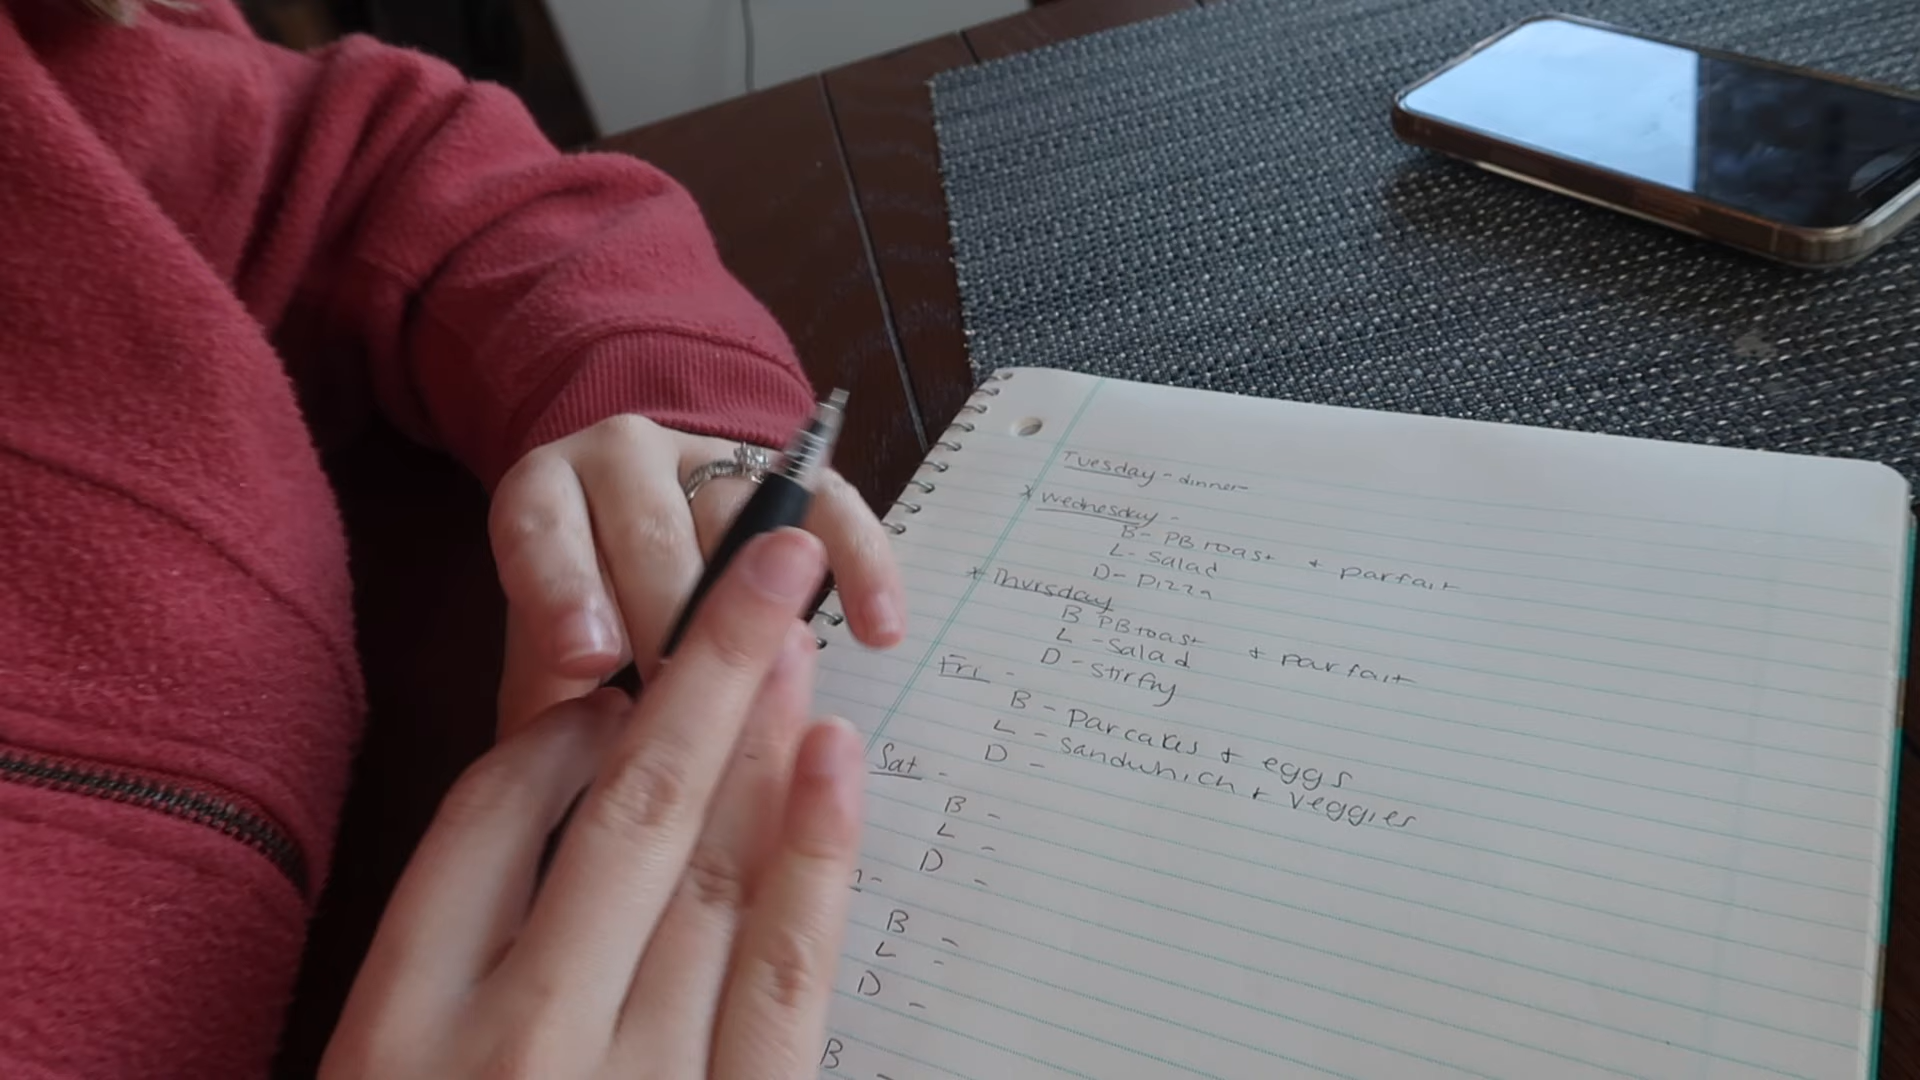 Tuesday - dinner
x Wednesday -
B - PB toast + parfait
L - Salad
D - Pizza
x Thursday
B PB toast + parfait
L - Salad
D - Stirfry
Fri -
B - Pancakes + eggs
L - Sandwhich + veggies
D -
Sat -
B -
L -
D -
n -
B -
L -
D -
B -